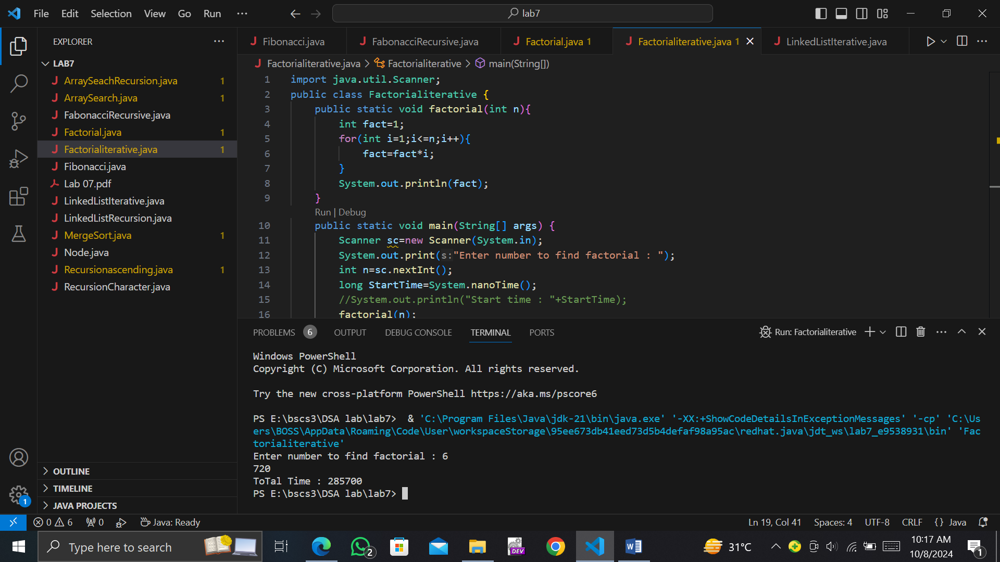 File Edit Selection View Go Run ···
lab7
EXPLORER
LAB7
ArraySeachRecursion.java 1
ArraySearch.java 1
FabonacciRecursive.java
Factorial.java 1
Factorialiterative.java 1
Fibonacci.java
Lab 07.pdf
LinkedListIterative.java
LinkedListRecursion.java
MergeSort.java 1
Node.java
Recursionascending.java 1
RecursionCharacter.java
OUTLINE
TIMELINE
JAVA PROJECTS
1
Fibonacci.java FabonacciRecursive.java Factorial.java 1 Factorialiterative.java 1 LinkedListIterative.java
Factorialiterative.java > Factorialiterative > main(String[])
1 import java.util.Scanner;
2 public class Factorialiterative {
3 public static void factorial(int n){
4 int fact=1;
5 for(int i=1;i<=n;i++){
6 fact=fact*i;
7 }
8 System.out.println(fact);
9 }
Run | Debug
10 public static void main(String[] args) {
11 Scanner sc=new Scanner(System.in);
12 System.out.print(s:"Enter number to find factorial : ");
13 int n=sc.nextInt();
14 long StartTime=System.nanoTime();
15 //System.out.println("Start time : "+StartTime);
16 factorial(n);
PROBLEMS 6 OUTPUT DEBUG CONSOLE TERMINAL PORTS
Run: Factorialiterative
Windows PowerShell
Copyright (C) Microsoft Corporation. All rights reserved.
Try the new cross-platform PowerShell https://aka.ms/pscore6
PS E:\bscs3\DSA lab\lab7>  & 'C:\Program Files\Java\jdk-21\bin\java.exe' '-XX:+ShowCodeDetailsInExceptionMessages' '-cp' 'C:\Us
ers\BOSS\AppData\Roaming\Code\User\workspaceStorage\95ee673db41eed73d5b4defaf98a95ac\redhat.java\jdt_ws\lab7_e9538931\bin' 'Fac
torialiterative'
Enter number to find factorial : 6
720
ToTal Time : 285700
PS E:\bscs3\DSA lab\lab7>
0 6 0 Java: Ready Ln 19, Col 41 Spaces: 4 UTF-8 CRLF {} Java
Type here to search
2
DEV
W
31°C
10:17 AM
10/8/2024
1